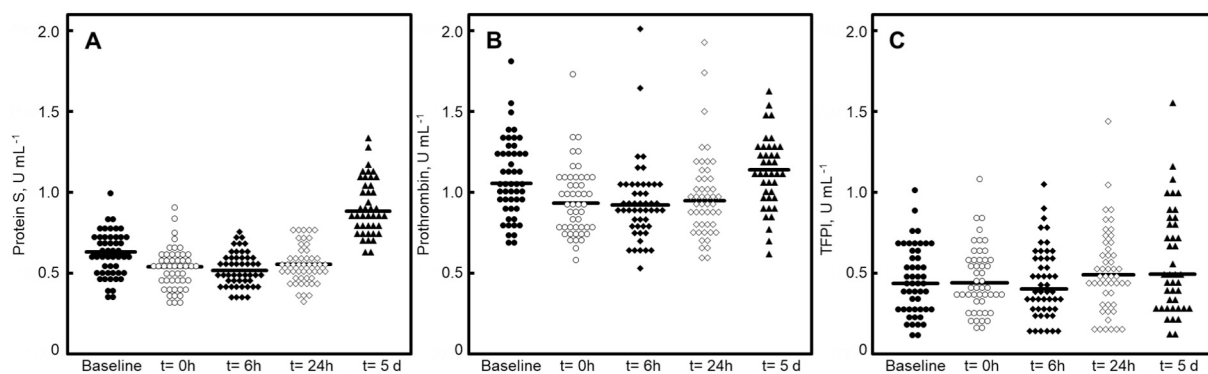 A
Protein S, U mL-1
2.0
1.5
1.0
0.5
0
Baseline t= 0h t= 6h t= 24h t= 5 d
B
Prothrombin, U mL-1
2.0
1.5
1.0
0.5
0
Baseline t= 0h t= 6h t= 24h t= 5 d
C
TFPI, U mL-1
2.0
1.5
1.0
0.5
0
Baseline t= 0h t= 6h t= 24h t= 5 d